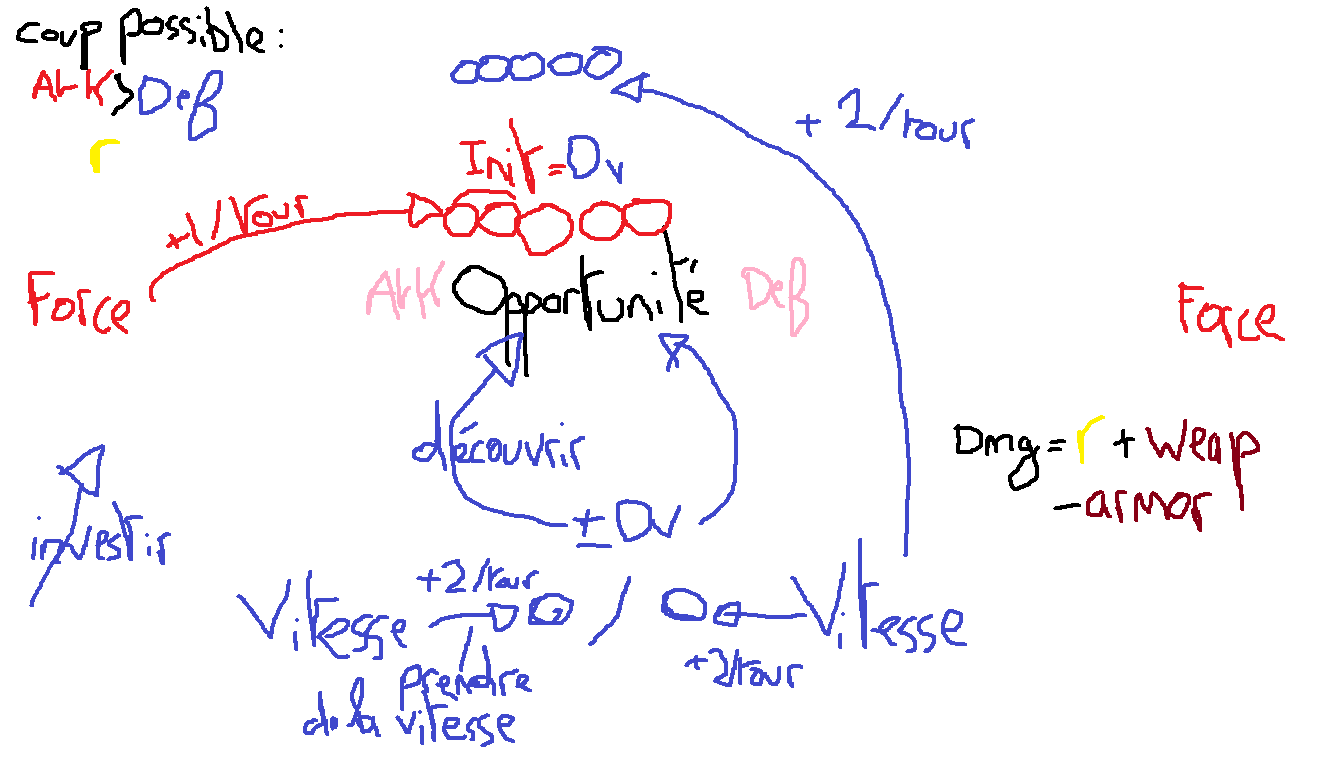 coup possible:
Atk > Def
r
+ 1/tour
Init = Dv
+1/tour
Force
Atk
Opportunité
Def
Force
découvrir
Dmg = r + weap
- armor
investir
± Dv
+2/tour
Vitesse
/
Vitesse
+2/tour
prendre
de la vitesse